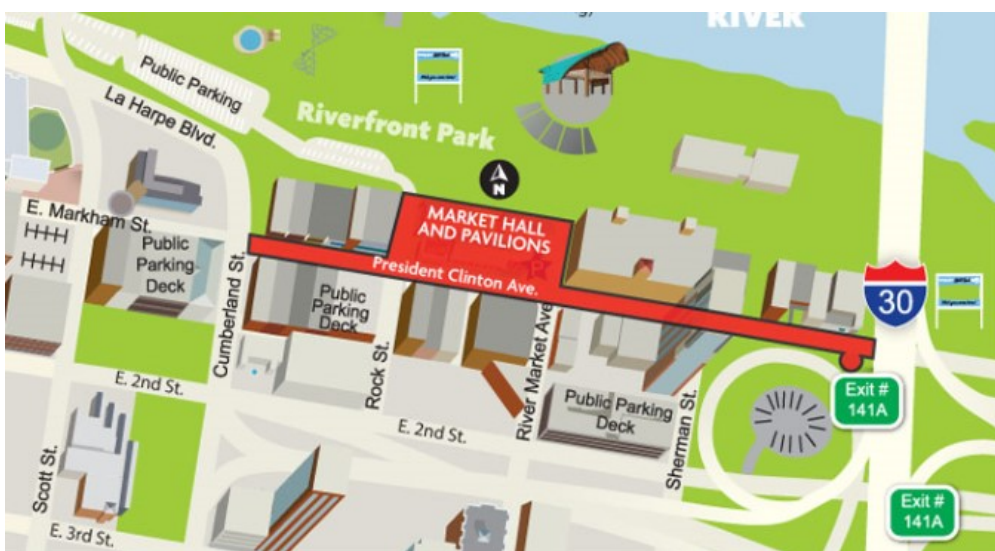 RIVER
Public Parking
La Harpe Blvd.
Riverfront Park
N
E. Markham St.
MARKET HALL
AND PAVILIONS
P
President Clinton Ave.
Public
Parking
Deck
Public
Parking
Deck
30
Cumberland St.
Rock St.
River Market Ave
Exit #
141A
E. 2nd St.
Public Parking
Deck
E. 2nd St.
Sherman St.
Scott St.
Exit #
141A
E. 3rd St.